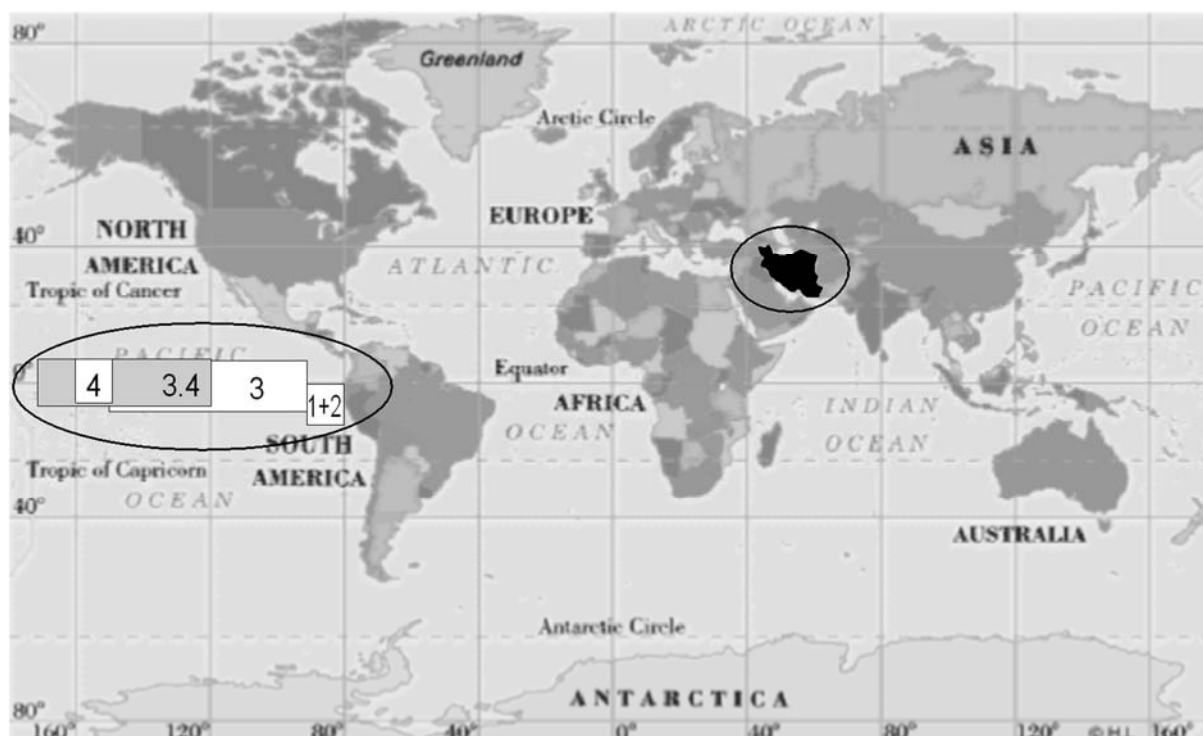 80°
ARCTIC OCEAN
Greenland
Arctic Circle
ASIA
NORTH
AMERICA
EUROPE
40°
ATLANTIC
Tropic of Cancer
PACIFIC
OCEAN
PACIFIC
0°
4
3.4
3
1+2
Equator
AFRICA
INDIAN
OCEAN
OCEAN
SOUTH
AMERICA
Tropic of Capricorn
OCEAN
40°
AUSTRALIA
Antarctic Circle
ANTARCTICA
80°
160° 120° 80° 40° 0° 40° 80° 120° ©H.L. 160°